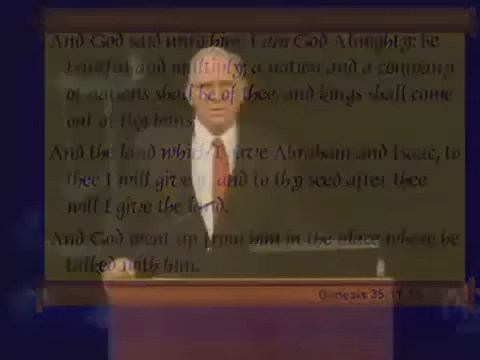 And God said unto him, I am God Almighty: be
fruitful and multiply; a nation and a company
of nations shall be of thee, and kings shall come
out of thy loins;
And the land which I gave Abraham and Isaac, to
thee I will give it, and to thy seed after thee
will I give the land.
And God went up from him in the place where he
talked with him.
Genesis 35:11-13